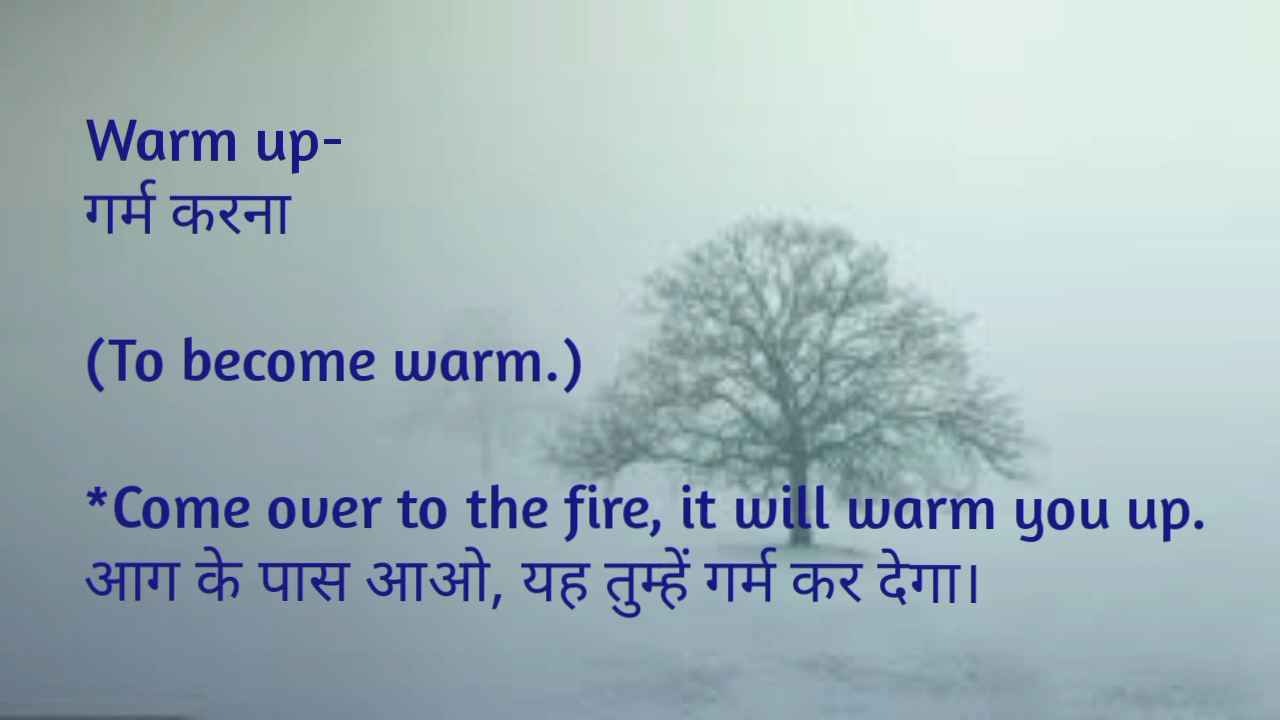 Warm up-
गर्म करना
(To become warm.)
*Come over to the fire, it will warm you up.
आग के पास आओ, यह तुम्हें गर्म कर देगा।